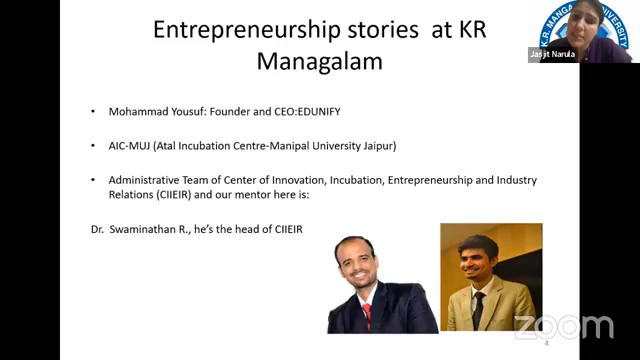 Entrepreneurship stories at KR
Managalam
K.R. MANGALAM UNIVERSITY
Jasjit Narula
• Mohammad Yousuf: Founder and CEO:EDUNIFY
• AIC-MUJ (Atal Incubation Centre-Manipal University Jaipur)
• Administrative Team of Center of Innovation, Incubation, Entrepreneurship and Industry
Relations (CIIEIR) and our mentor here is:
Dr. Swaminathan R., he's the head of CIIEIR
zoom
4